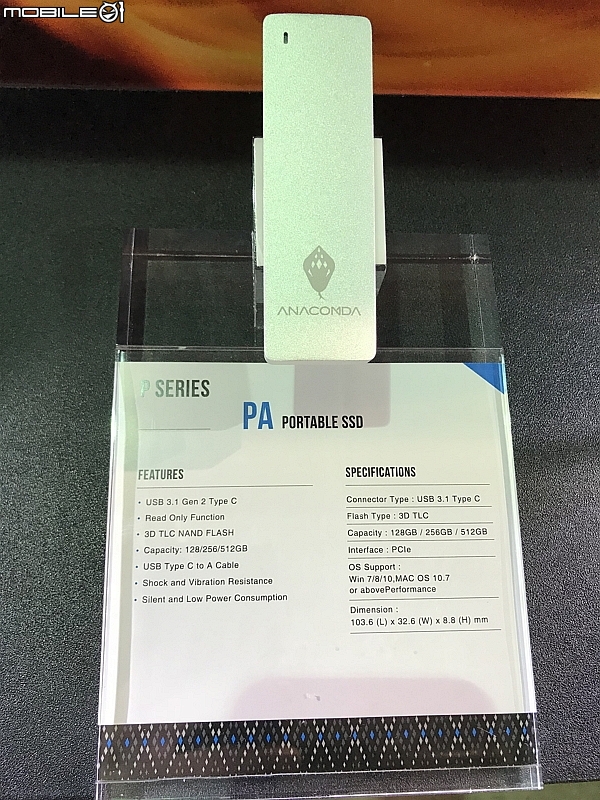 MOBILE01
ANACOMDA
P SERIES
PA PORTABLE SSD
FEATURES
• USB 3.1 Gen 2 Type C
• Read Only Function
• 3D TLC NAND FLASH
• Capacity: 128/256/512GB
• USB Type C to A Cable
• Shock and Vibration Resistance
• Silent and Low Power Consumption
SPECIFICATIONS
Connector Type : USB 3.1 Type C
Flash Type : 3D TLC
Capacity : 128GB / 256GB / 512GB
Interface : PCIe
OS Support :
Win 7/8/10,MAC OS 10.7
or abovePerformance
Dimension :
103.6 (L) x 32.6 (W) x 8.8 (H) mm